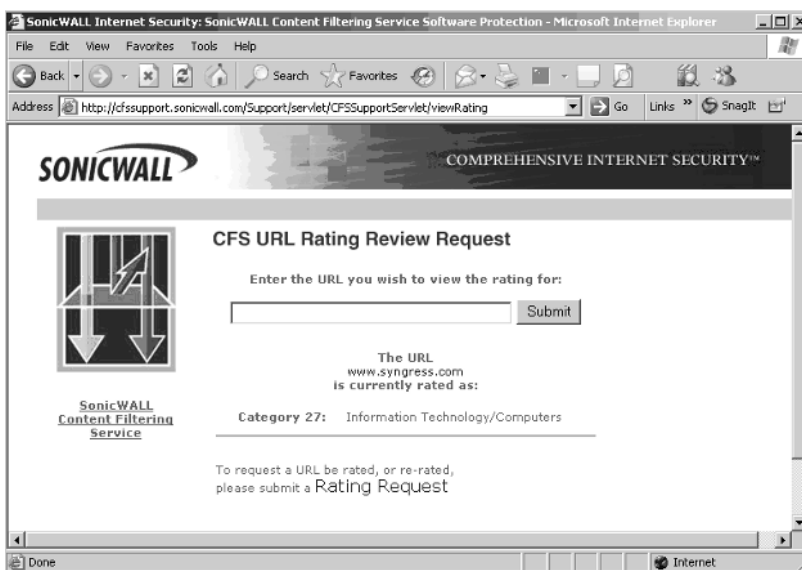 SonicWALL Internet Security: SonicWALL Content Filtering Service Software Protection - Microsoft Internet Explorer
File Edit View Favorites Tools Help
Back Search Favorites
Address http://cfssupport.sonicwall.com/Support/servlet/CFSSupportServlet/viewRating Go Links » SnagIt
SONICWALL
COMPREHENSIVE INTERNET SECURITY™
CFS URL Rating Review Request
Enter the URL you wish to view the rating for:
Submit
The URL
www.syngress.com
is currently rated as:
Category 27: Information Technology/Computers
SonicWALL
Content Filtering
Service
To request a URL be rated, or re-rated,
please submit a Rating Request
Done Internet